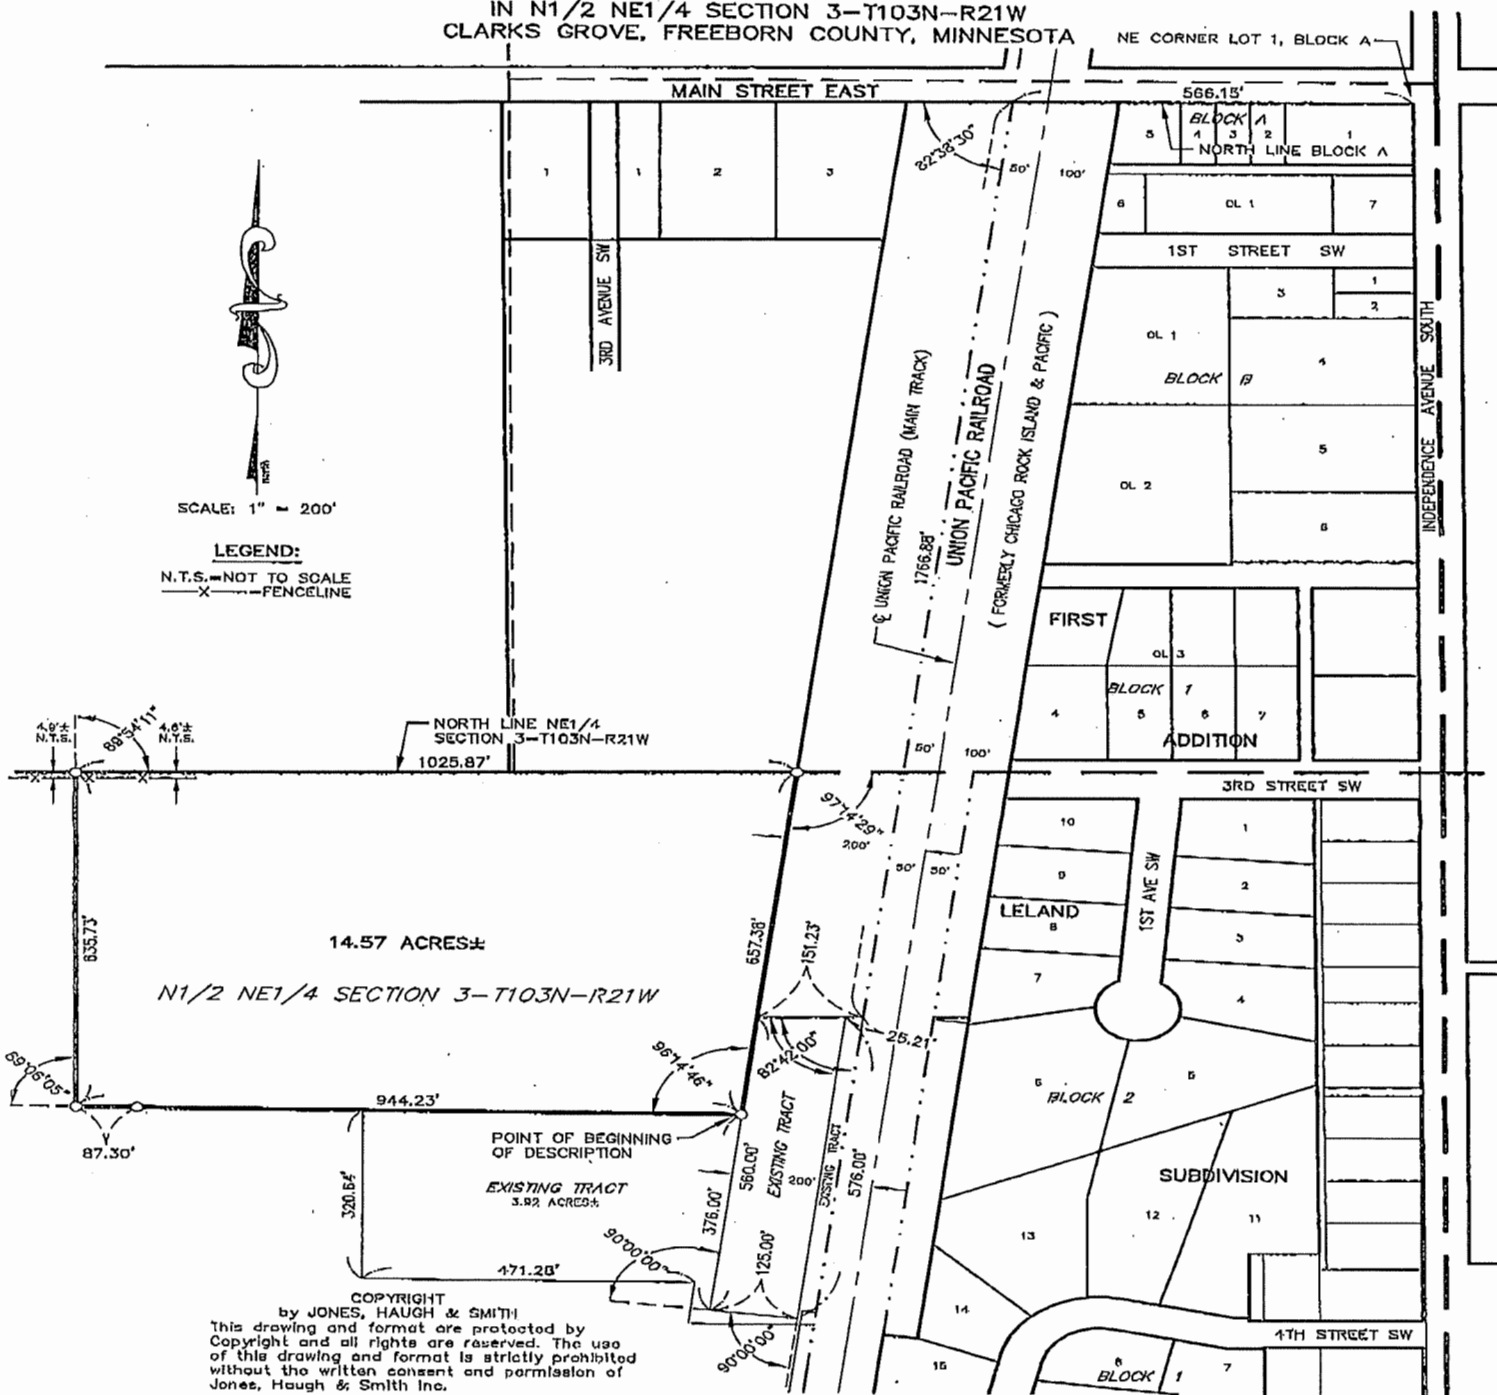 IN N1/2 NE1/4 SECTION 3-T103N-R21W
CLARKS GROVE, FREEBORN COUNTY, MINNESOTA
NE CORNER LOT 1, BLOCK A
MAIN STREET EAST
566.15'
BLOCK A
5
4
3
2
1
NORTH LINE BLOCK A
82°38'30"
50'
100'
1
1
2
3
6
OL 1
7
3RD AVENUE SW
1ST STREET SW
3
1
2
OL 1
4
BLOCK B
5
OL 2
6
INDEPENDENCE AVENUE SOUTH
℄ UNION PACIFIC RAILROAD (MAIN TRACK)
1766.88'
UNION PACIFIC RAILROAD
( FORMERLY CHICAGO ROCK ISLAND & PACIFIC )
north
SCALE: 1" = 200'
LEGEND:
N.T.S.=NOT TO SCALE
—X——=FENCELINE
FIRST
OL 3
BLOCK 1
4
5
6
7
ADDITION
N.T.S.
89°54'11"
4.6'±
N.T.S.
NORTH LINE NE1/4
SECTION 3-T103N-R21W
1025.87'
50'
100'
3RD STREET SW
97°14'29"
200'
50'
50'
10
9
LELAND
8
7
1ST AVE SW
1
2
3
4
635.73'
14.57 ACRES±
N1/2 NE1/4 SECTION 3-T103N-R21W
657.38'
151.23'
25.21'
82°42'00"
96°14'46"
6
BLOCK 2
5
944.23'
87.30'
POINT OF BEGINNING
OF DESCRIPTION
EXISTING TRACT
3.92 ACRES±
320.64'
471.28'
376.00'
560.00'
EXISTING TRACT
200'
EXISTING TRACT
576.00'
125.00'
90°00'00"
90°00'00"
SUBDIVISION
13
12
11
14
15
4TH STREET SW
BLOCK 1
7
COPYRIGHT
by JONES, HAUGH & SMITH
This drawing and format are protected by
Copyright and all rights are reserved. The use
of this drawing and format is strictly prohibited
without the written consent and permission of
Jones, Haugh & Smith Inc.